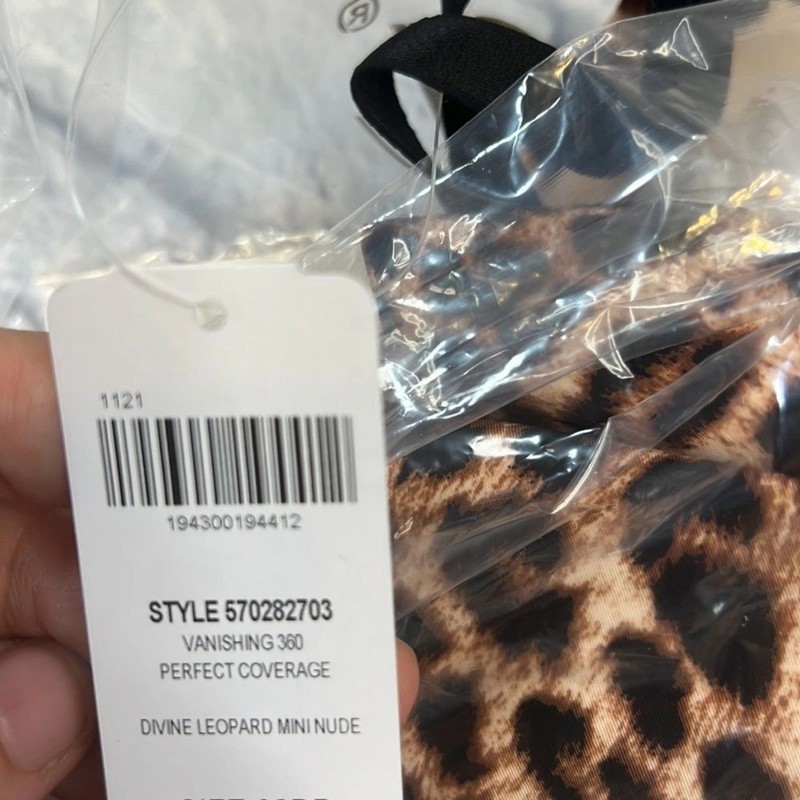 ®
1121
194300194412
STYLE 570282703
VANISHING 360
PERFECT COVERAGE
DIVINE LEOPARD MINI NUDE